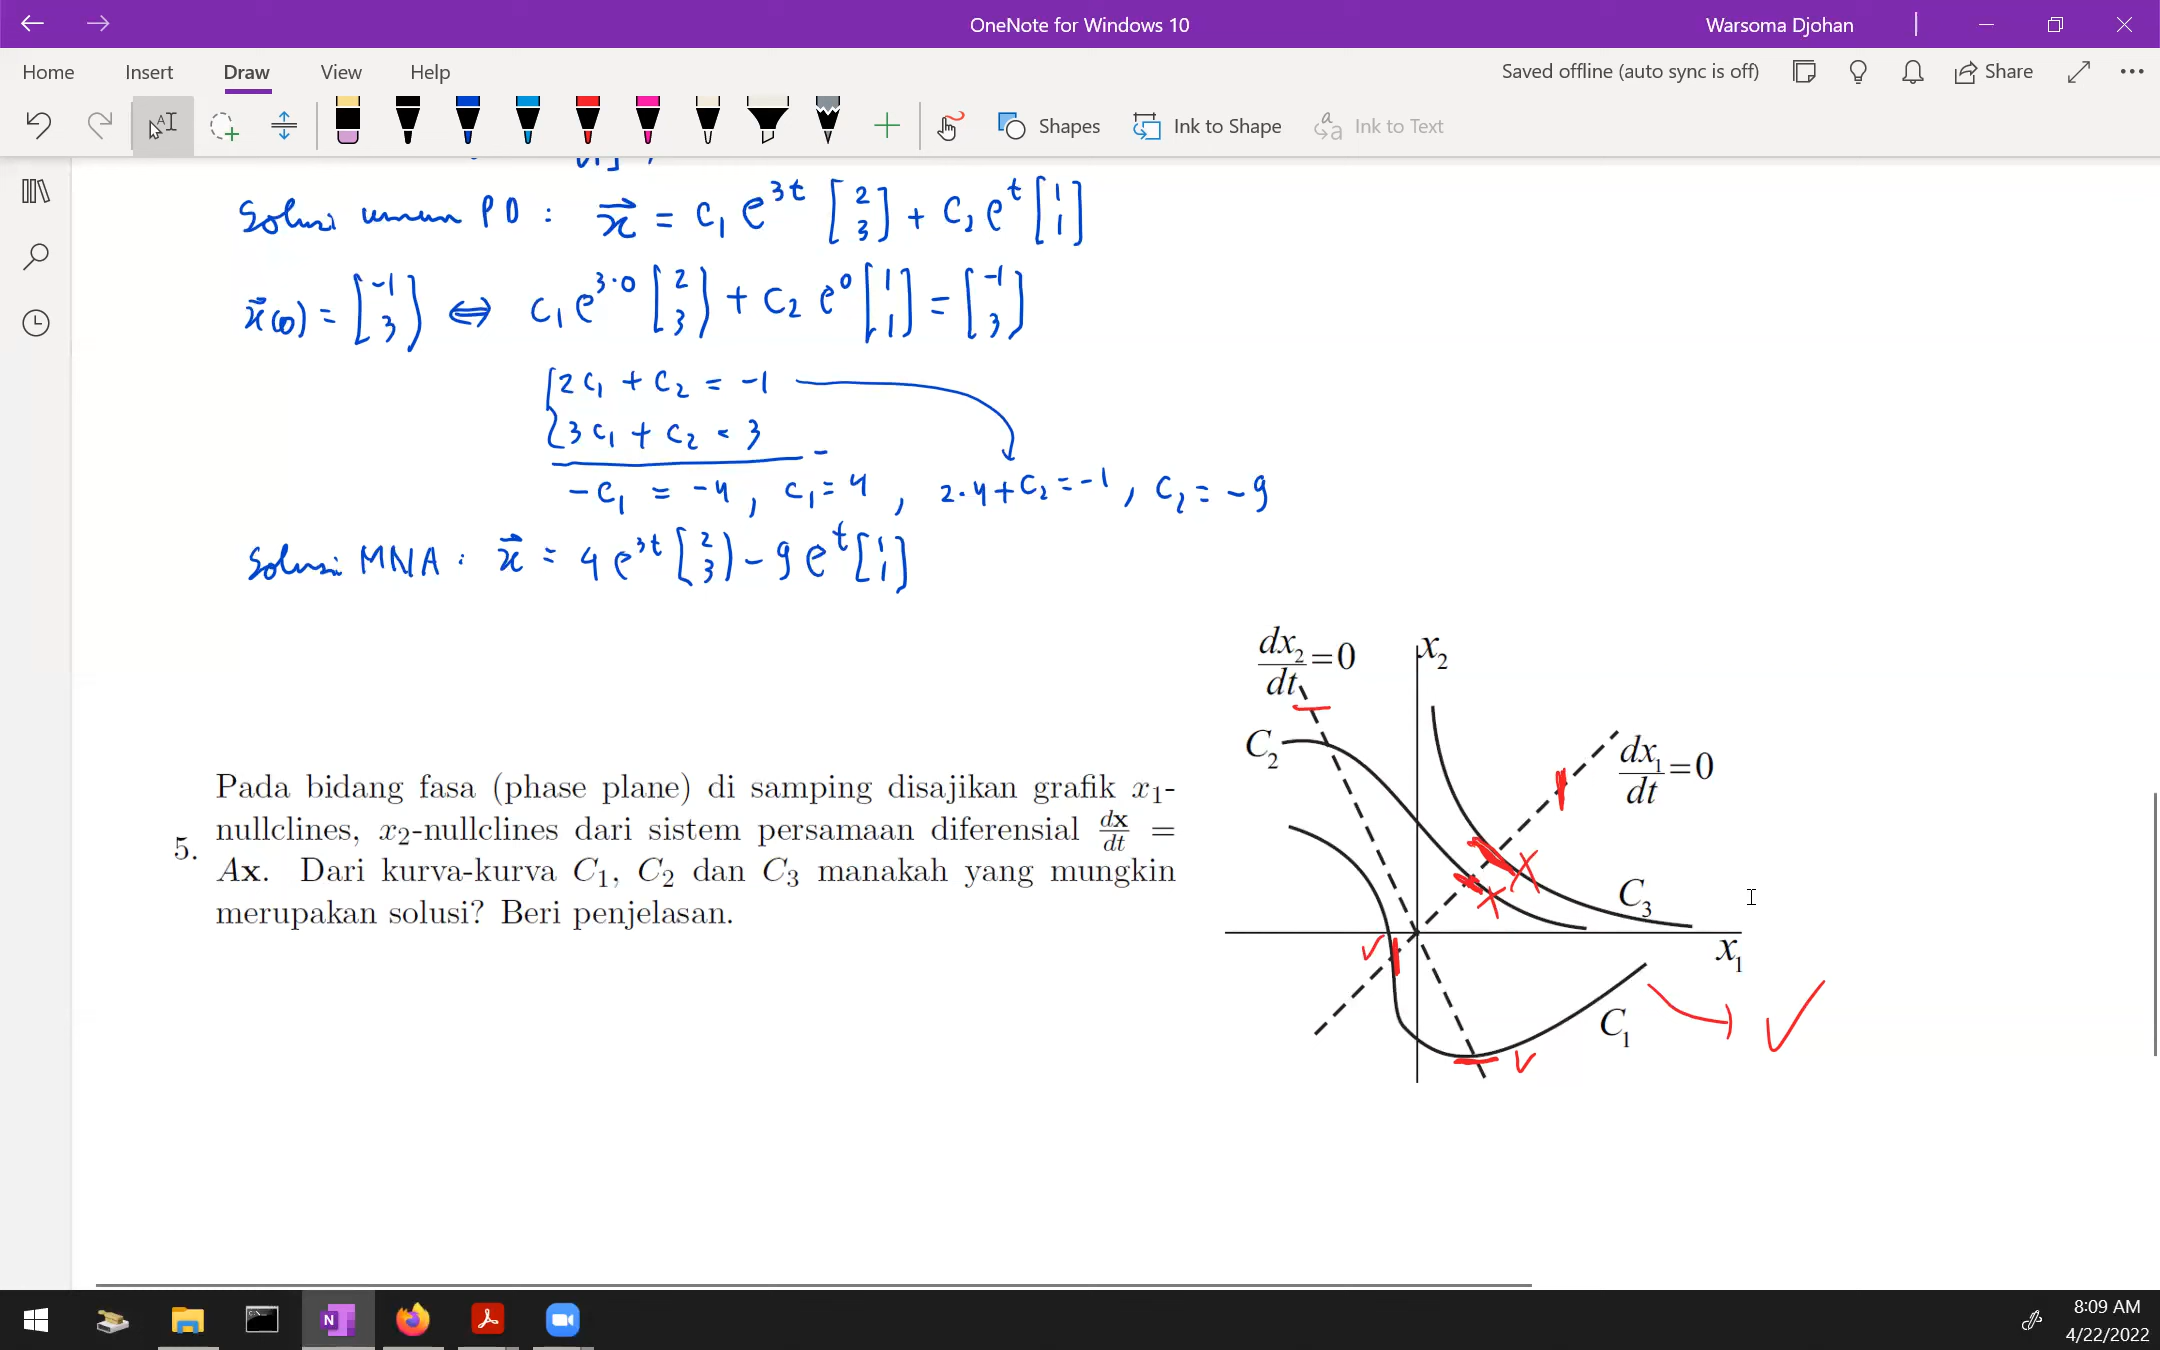 OneNote for Windows 10
Warsoma Djohan
Home Insert Draw View Help
Saved offline (auto sync is off) Share
Shapes Ink to Shape Ink to Text
Solusi umum PD : x⃗ = C₁ e^{3t} [2 3] + C₂ e^{t} [1 1]
x⃗(0) = [-1 3] ⇔ C₁ e^{3·0} [2 3] + C₂ e^{0} [1 1] = [-1 3]
2C₁ + C₂ = -1
3C₁ + C₂ = 3
-C₁ = -4 , C₁ = 4 , 2·4 + C₂ = -1 , C₂ = -9
Solusi MNA : x⃗ = 4 e^{3t} [2 3] - 9 e^{t} [1 1]
5. Pada bidang fasa (phase plane) di samping disajikan grafik x₁-
nullclines, x₂-nullclines dari sistem persamaan diferensial dx/dt =
Ax. Dari kurva-kurva C₁, C₂ dan C₃ manakah yang mungkin
merupakan solusi? Beri penjelasan.
dx₂/dt=0
x₂
C₂
dx₁/dt=0
C₃
x₁
C₁
8:09 AM
4/22/2022